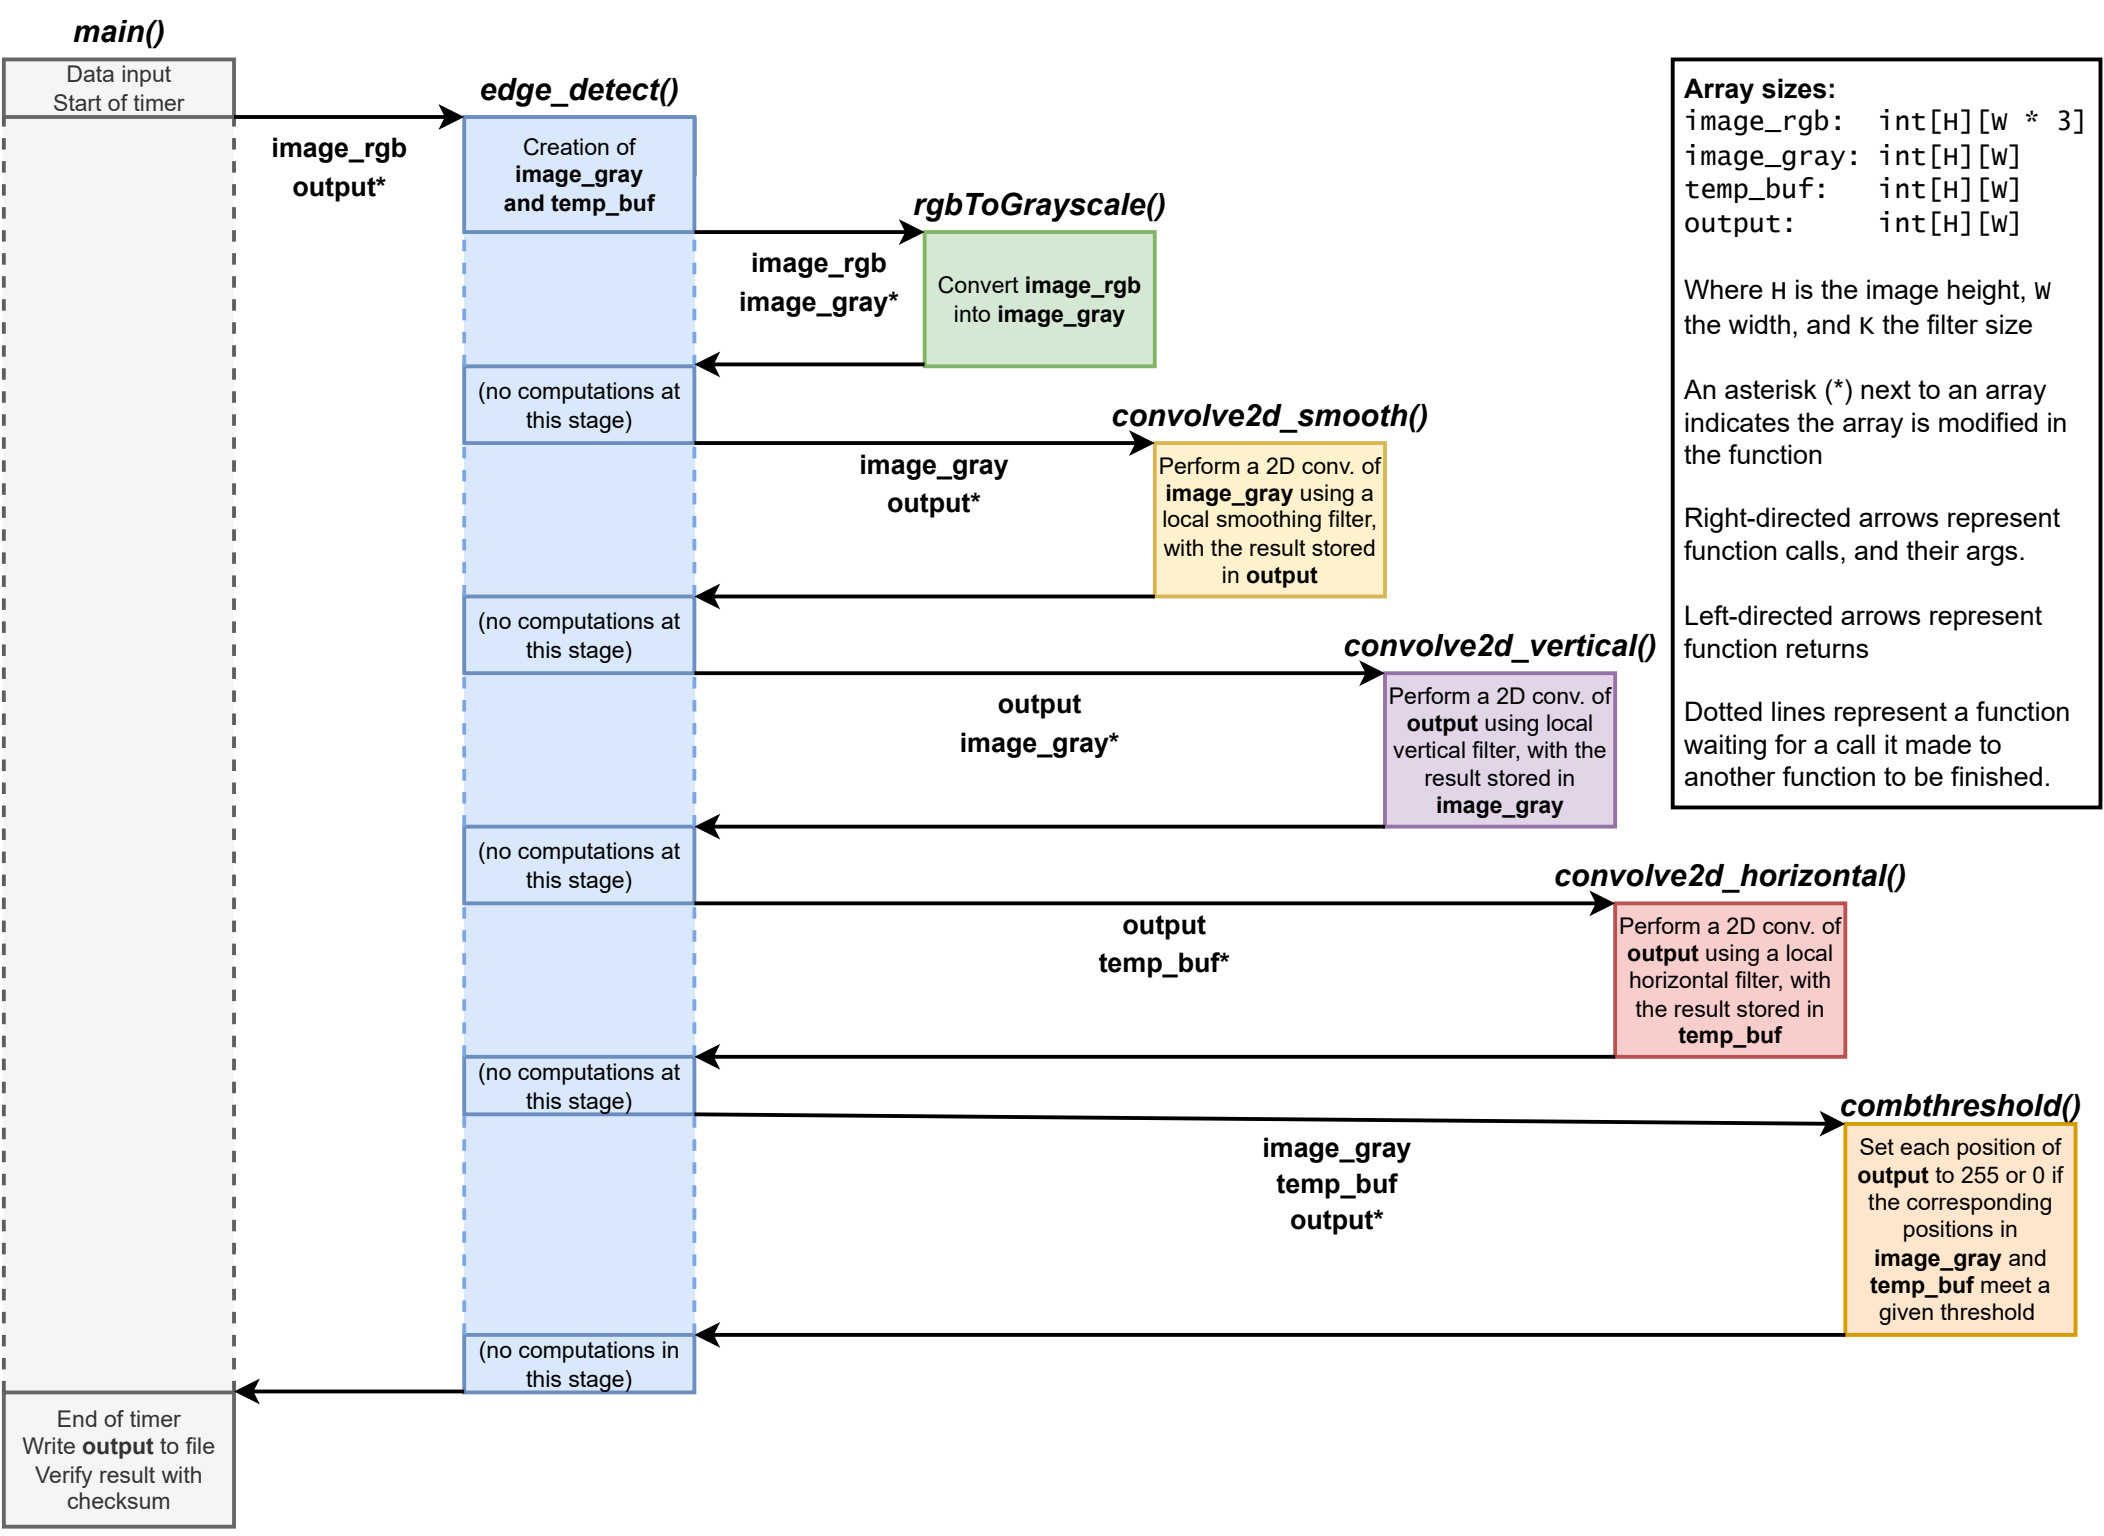 main()
Data input
Start of timer
image_rgb
output*
edge_detect()
Creation of
image_gray
and temp_buf
rgbToGrayscale()
image_rgb
image_gray*
Convert image_rgb
into image_gray
(no computations at
this stage)
convolve2d_smooth()
image_gray
output*
Perform a 2D conv. of
image_gray using a
local smoothing filter,
with the result stored
in output
(no computations at
this stage)
convolve2d_vertical()
output
image_gray*
Perform a 2D conv. of
output using local
vertical filter, with the
result stored in
image_gray
(no computations at
this stage)
convolve2d_horizontal()
output
temp_buf*
Perform a 2D conv. of
output using a local
horizontal filter, with
the result stored in
temp_buf
(no computations at
this stage)
combthreshold()
image_gray
temp_buf
output*
Set each position of
output to 255 or 0 if
the corresponding
positions in
image_gray and
temp_buf meet a
given threshold
(no computations in
this stage)
End of timer
Write output to file
Verify result with
checksum
Array sizes:
image_rgb: int[H][W * 3]
image_gray: int[H][W]
temp_buf: int[H][W]
output: int[H][W]
Where H is the image height, W
the width, and K the filter size
An asterisk (*) next to an array
indicates the array is modified in
the function
Right-directed arrows represent
function calls, and their args.
Left-directed arrows represent
function returns
Dotted lines represent a function
waiting for a call it made to
another function to be finished.